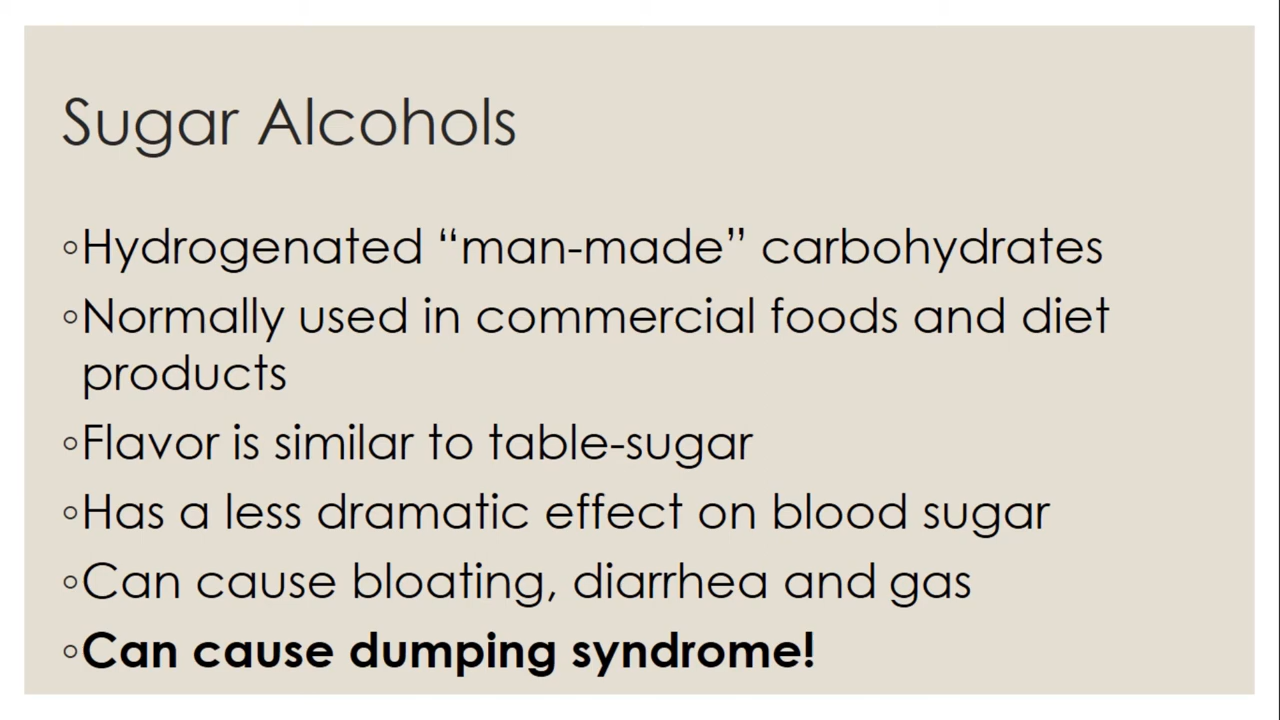 Sugar Alcohols
◦Hydrogenated “man-made” carbohydrates
◦Normally used in commercial foods and diet
products
◦Flavor is similar to table-sugar
◦Has a less dramatic effect on blood sugar
◦Can cause bloating, diarrhea and gas
◦Can cause dumping syndrome!